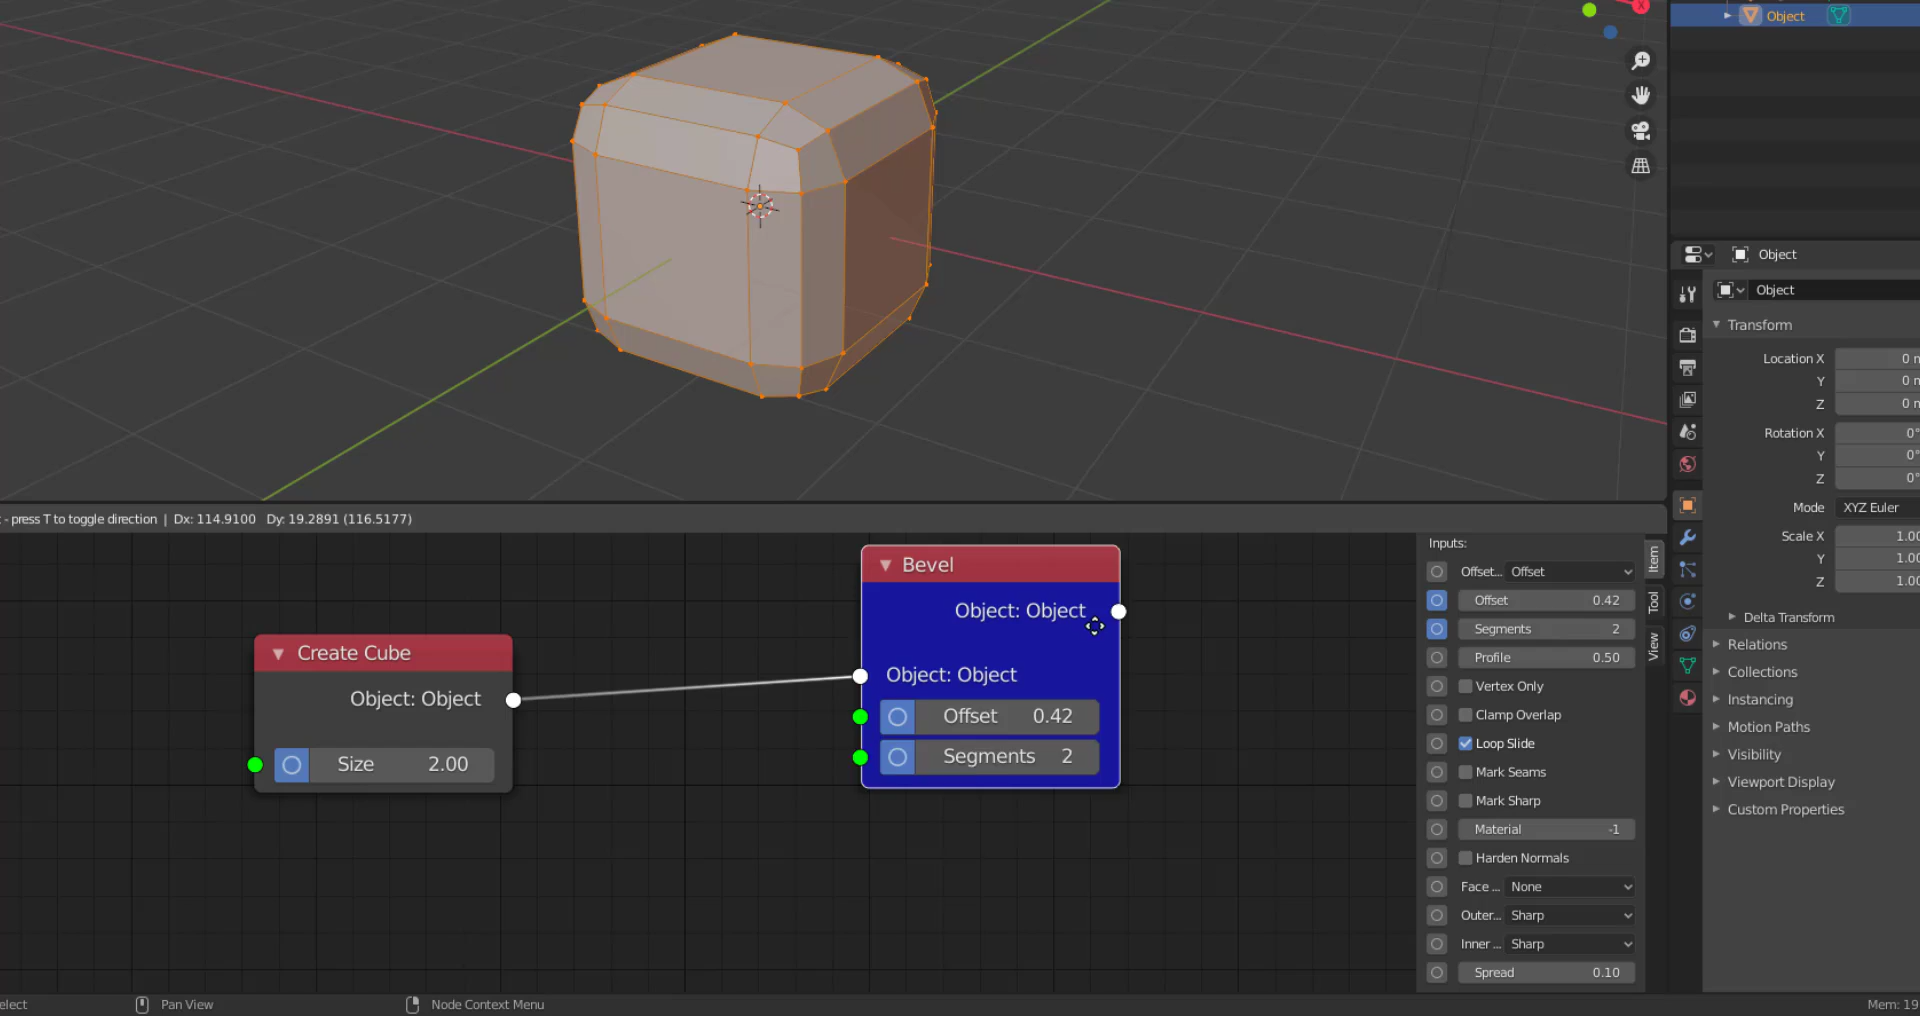 X
Object
Object
Object
Transform
Location X 0 m
Y 0 m
Z 0 m
Rotation X 0°
Y 0°
Z 0°
Mode XYZ Euler
Scale X 1.00
Y 1.00
Z 1.00
Delta Transform
Relations
Collections
Instancing
Motion Paths
Visibility
Viewport Display
Custom Properties
- press T to toggle direction | Dx: 114.9100 Dy: 19.2891 (116.5177)
Create Cube
Object: Object
Size 2.00
Bevel
Object: Object
Object: Object
Offset 0.42
Segments 2
Inputs:
Offset... Offset
Offset 0.42
Segments 2
Profile 0.50
Vertex Only
Clamp Overlap
Loop Slide
Mark Seams
Mark Sharp
Material -1
Harden Normals
Face ... None
Outer... Sharp
Inner ... Sharp
Spread 0.10
Item
Tool
View
elect
Pan View
Node Context Menu
Mem: 19